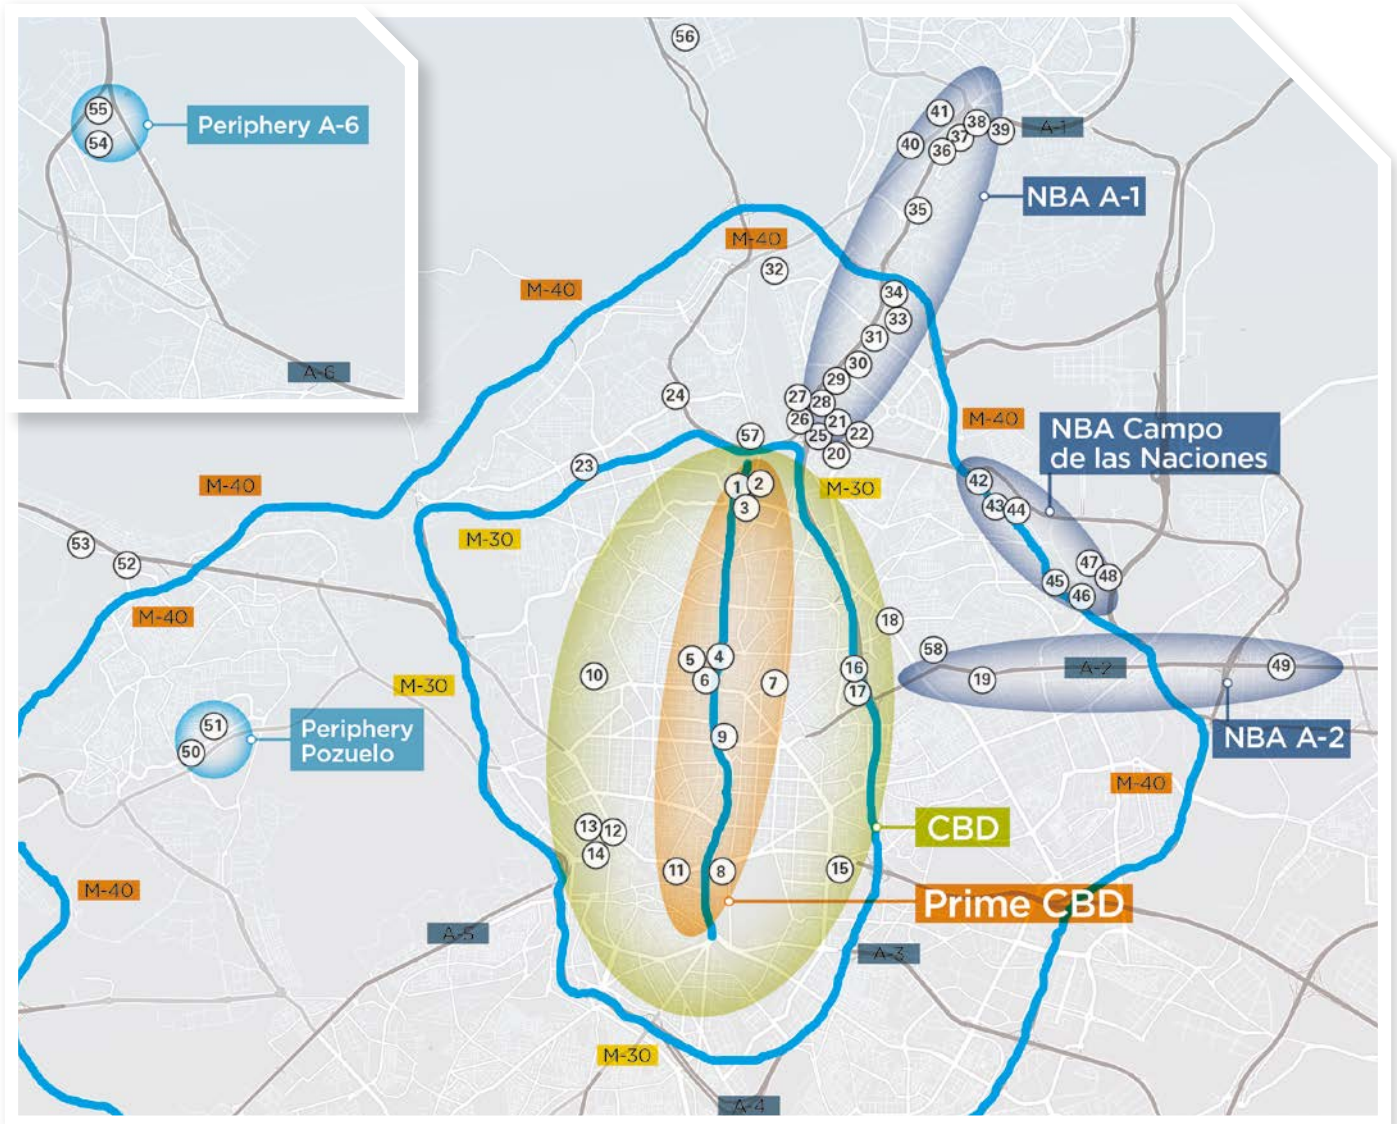 56
55
Periphery A-6
54
41
38
39
A-1
37
40
36
NBA A-1
35
M-40
32
M-40
34
33
31
A-6
30
29
24
27
28
26
21
M-40
NBA Campo
de las Naciones
57
25
22
20
23
M-40
1
2
M-30
42
3
43
44
M-30
53
52
47
48
45
46
M-40
18
58
5
4
16
A-2
49
10
6
7
19
M-30
17
51
50
Periphery
Pozuelo
9
NBA A-2
M-40
13
12
CBD
14
11
8
15
M-40
Prime CBD
A-5
A-3
M-30
A-4